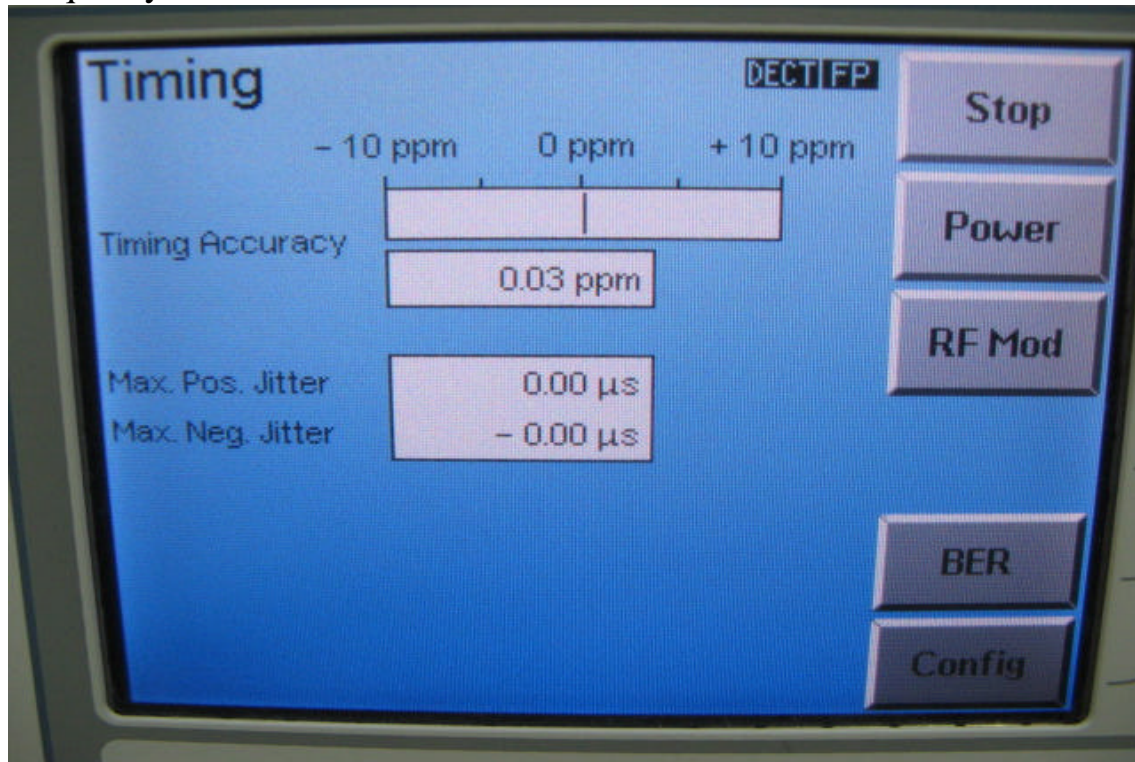 Timing
DECT FP
Stop
− 10 ppm 0 ppm + 10 ppm
Power
Timing Accuracy
0.03 ppm
RF Mod
Max. Pos. Jitter 0.00 µs
Max. Neg. Jitter − 0.00 µs
BER
Config